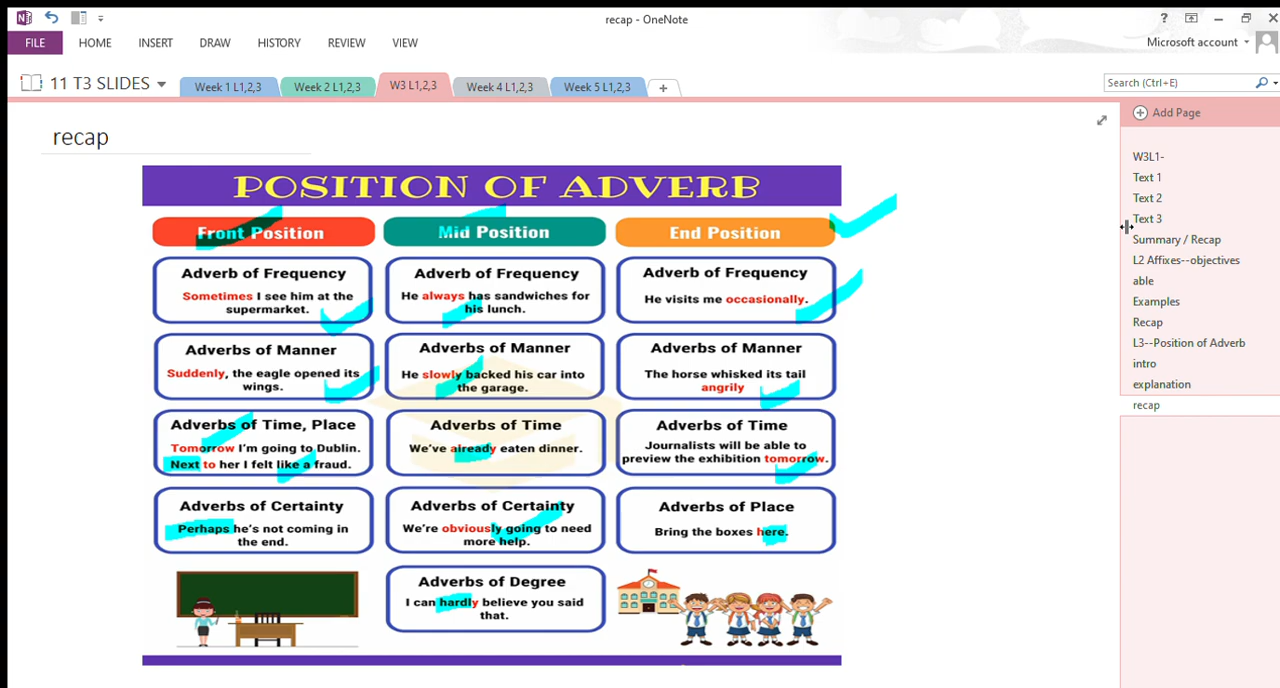 recap - OneNote
?
FILE HOME INSERT DRAW HISTORY REVIEW VIEW
Microsoft account
11 T3 SLIDES
Week 1 L1,2,3
Week 2 L1,2,3
W3 L1,2,3
Week 4 L1,2,3
Week 5 L1,2,3
+
Search (Ctrl+E)
recap
POSITION OF ADVERB
Front Position
Adverb of Frequency
Sometimes I see him at the
supermarket.
Adverbs of Manner
Suddenly, the eagle opened its
wings.
Adverbs of Time, Place
Tomorrow I'm going to Dublin.
Next to her I felt like a fraud.
Adverbs of Certainty
Perhaps he's not coming in
the end.
Mid Position
Adverb of Frequency
He always has sandwiches for
his lunch.
Adverbs of Manner
He slowly backed his car into
the garage.
Adverbs of Time
We've already eaten dinner.
Adverbs of Certainty
We're obviously going to need
more help.
Adverbs of Degree
I can hardly believe you said
that.
End Position
Adverb of Frequency
He visits me occasionally.
Adverbs of Manner
The horse whisked its tail
angrily
Adverbs of Time
Journalists will be able to
preview the exhibition tomorrow.
Adverbs of Place
Bring the boxes here.
Add Page
W3L1-
Text 1
Text 2
Text 3
Summary / Recap
L2 Affixes--objectives
able
Examples
Recap
L3--Position of Adverb
intro
explanation
recap